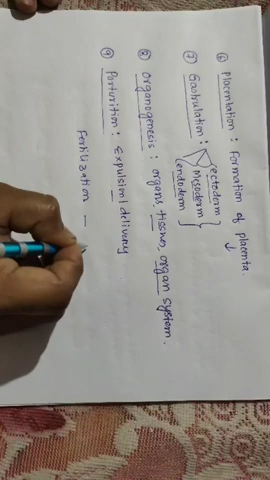 ⑥ Placentation : Formation of placenta.
↓
⑦ Gastrulation : ectoderm
Mesoderm
endoderm
⑧ Organogenesis : organs, tissues, organ system.
⑨ Parturition : Expulsion / delivery
Fertilization –